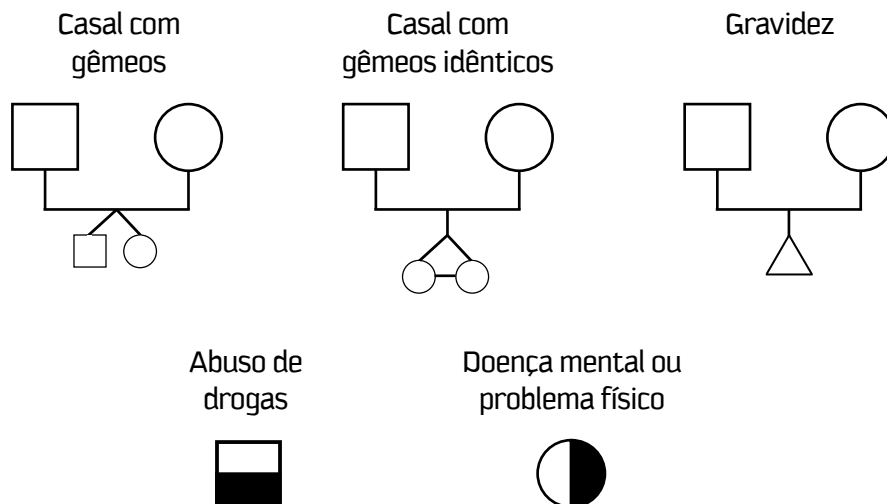 Casal com
gêmeos
Casal com
gêmeos idênticos
Gravidez
Abuso de
drogas
Doença mental ou
problema físico